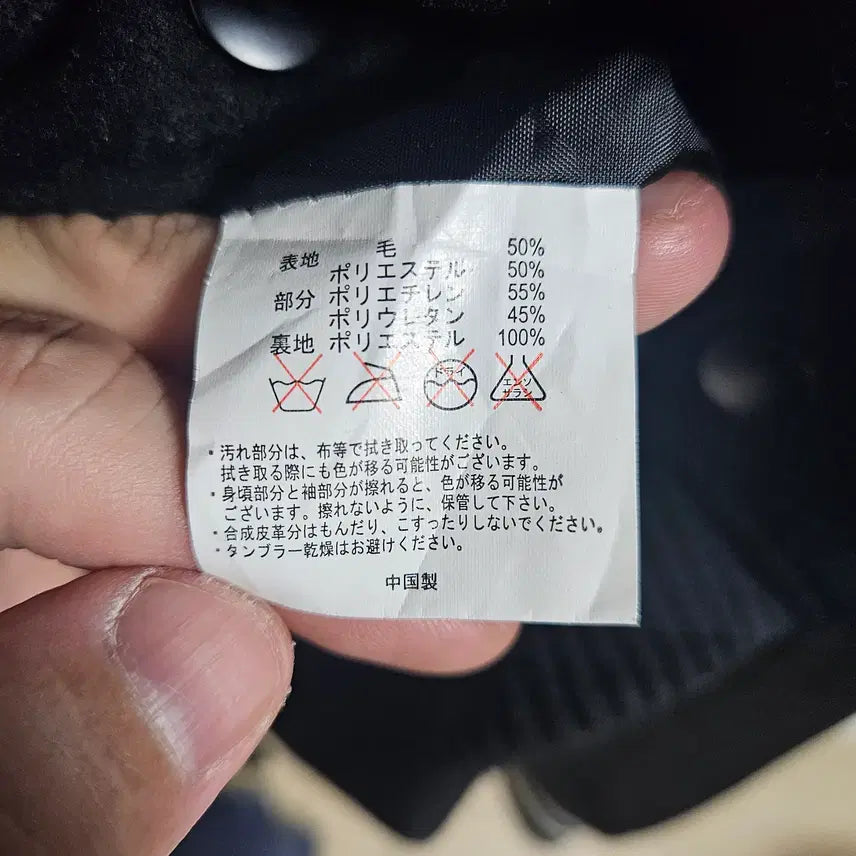 表地 毛 50%
ポリエステル 50%
部分 ポリエチレン 55%
ポリウレタン 45%
裏地 ポリエステル 100%
ドライ エンソ
サラシ
・汚れ部分は、布等で拭き取ってください。
拭き取る際にも色が移る可能性がございます。
・身頃部分と袖部分が擦れると、色が移る可能性が
ございます。擦れないように、保管して下さい。
・合成皮革分はもんだり、こすったりしないでください。
・タンブラー乾燥はお避けください。
中国製